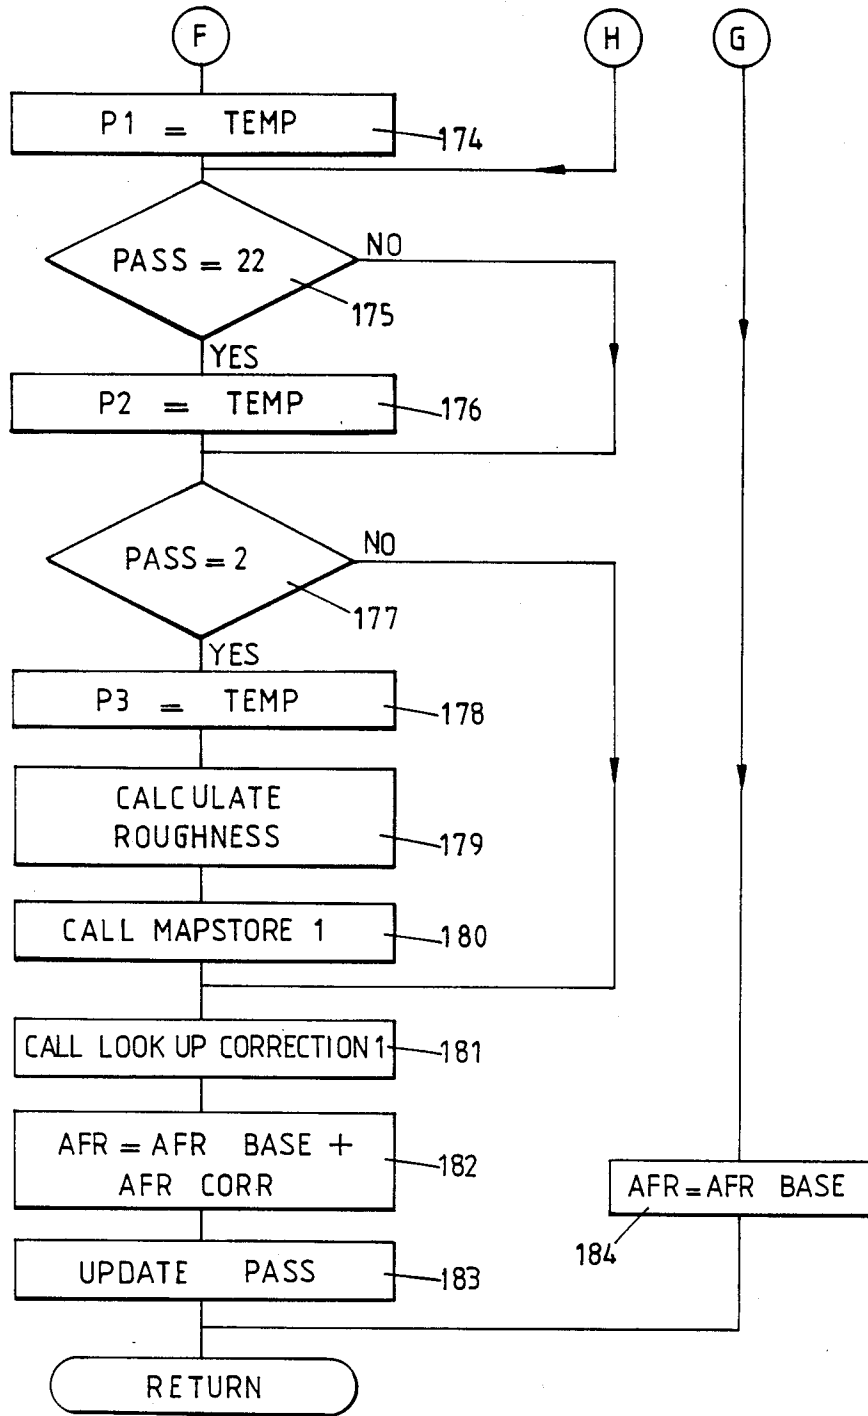 F
H
G
P1 = TEMP
174
PASS = 22
NO
175
YES
P2 = TEMP
176
PASS = 2
NO
177
YES
P3 = TEMP
178
CALCULATE
ROUGHNESS
179
CALL MAPSTORE 1
180
CALL LOOK UP CORRECTION 1
181
AFR = AFR BASE +
AFR CORR
182
AFR = AFR BASE
184
UPDATE PASS
183
RETURN